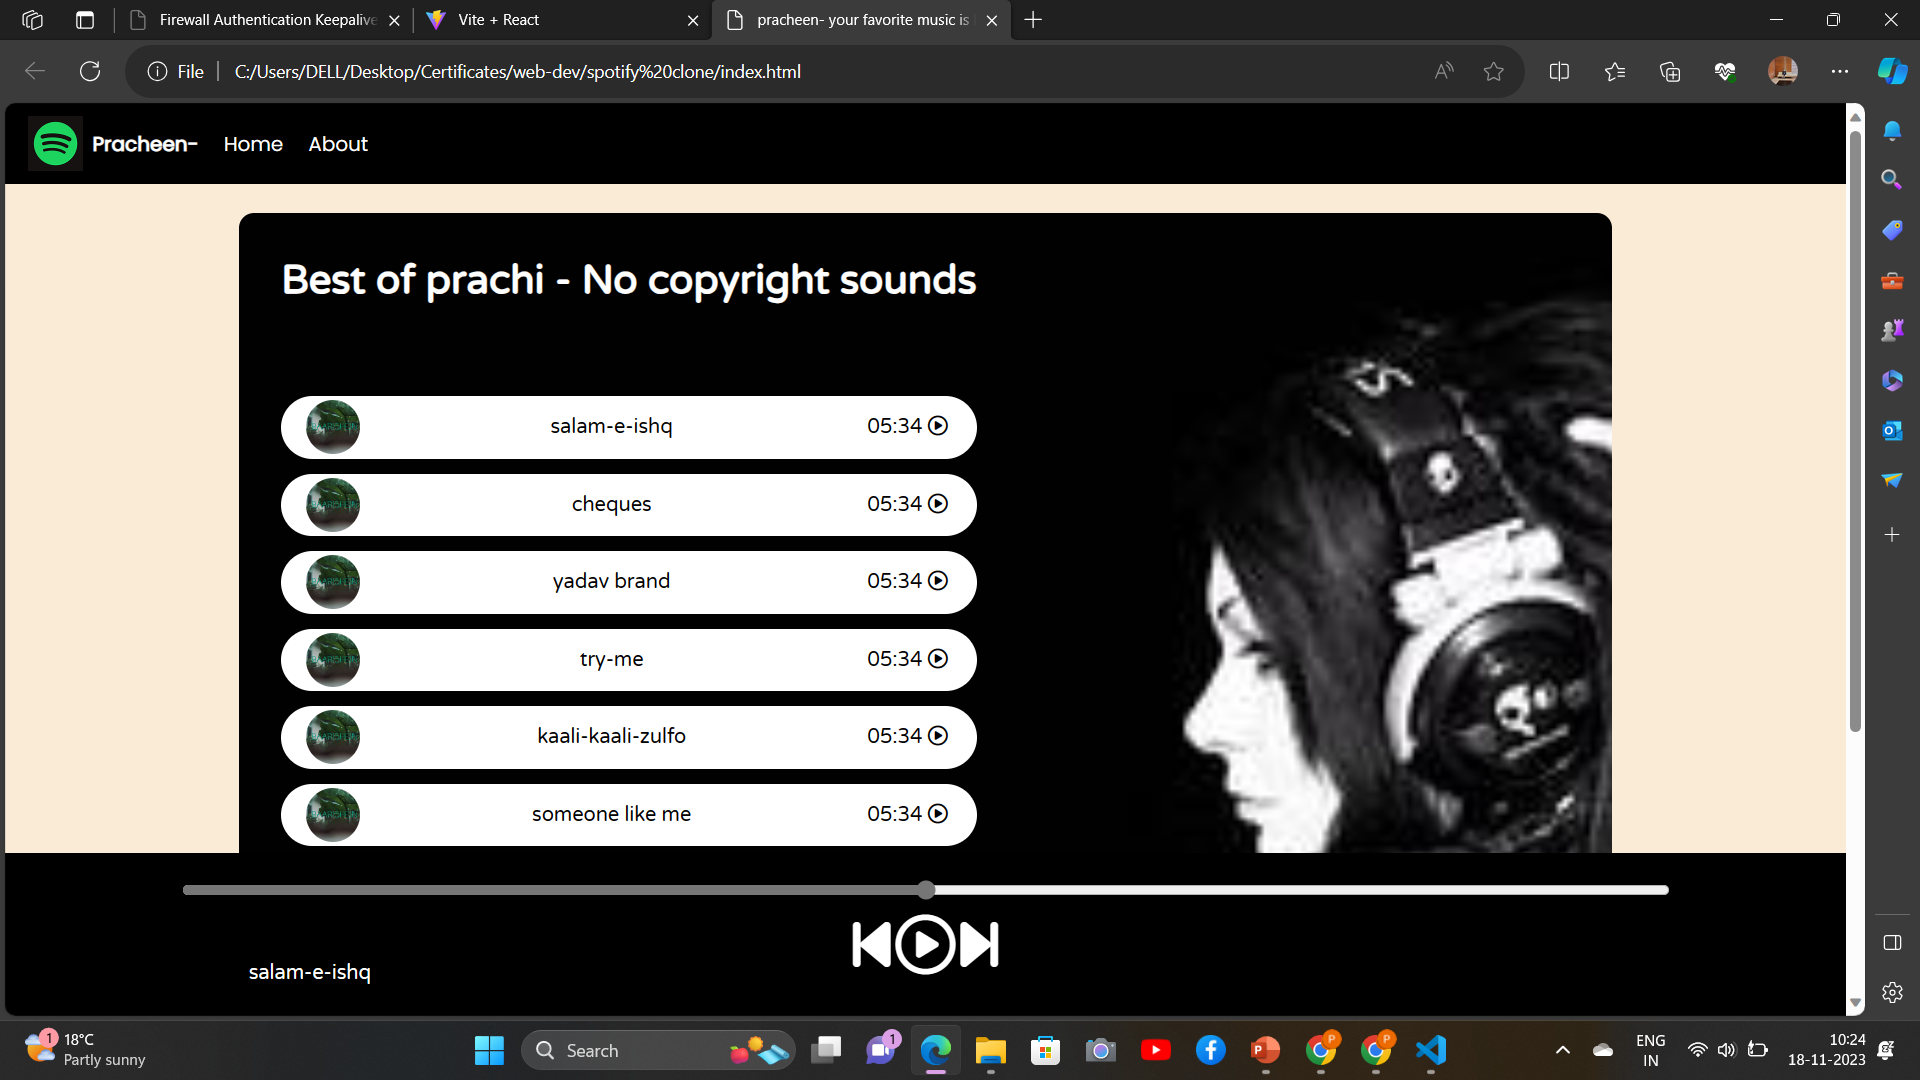 Firewall Authentication Keepalive
Vite + React
pracheen- your favorite music is
File
C:/Users/DELL/Desktop/Certificates/web-dev/spotify%20clone/index.html
Pracheen-
Home
About
Best of prachi - No copyright sounds
salam-e-ishq
05:34
cheques
05:34
yadav brand
05:34
try-me
05:34
kaali-kaali-zulfo
05:34
someone like me
05:34
salam-e-ishq
1
18°C
Partly sunny
Search
1
ENG
IN
10:24
18-11-2023